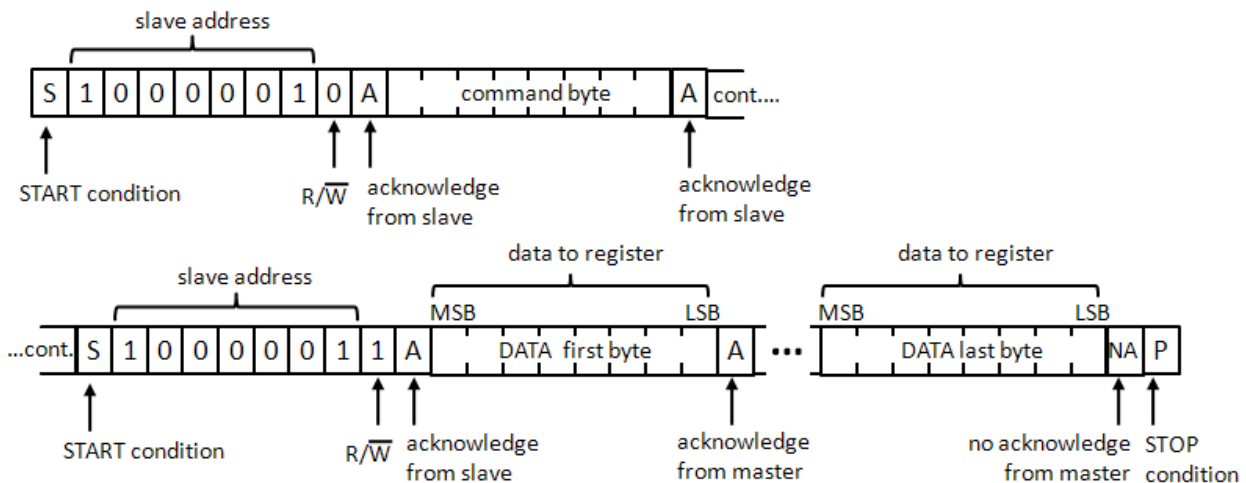 slave address
S 1 0 0 0 0 0 1 0 A command byte A cont....
START condition
R/W̅
acknowledge
from slave
acknowledge
from slave
slave address
data to register
data to register
MSB LSB MSB LSB
...cont. S 1 0 0 0 0 0 1 1 A DATA first byte A ... DATA last byte NA P
START condition
R/W̅
acknowledge
from slave
acknowledge
from master
no acknowledge
from master
STOP
condition